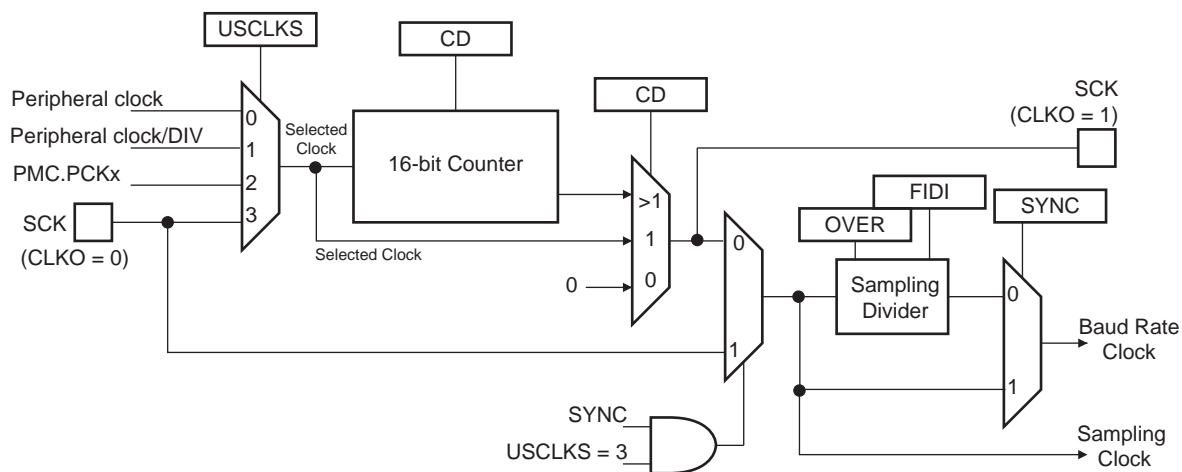 USCLKS
CD
CD
SCK
(CLKO = 1)
Peripheral clock
0
Peripheral clock/DIV
1
PMC.PCKx
2
SCK
3
(CLKO = 0)
Selected
Clock
16-bit Counter
Selected Clock
>1
1
0
0
0
1
FIDI
OVER
SYNC
Sampling
Divider
0
1
Baud Rate
Clock
SYNC
USCLKS = 3
Sampling
Clock